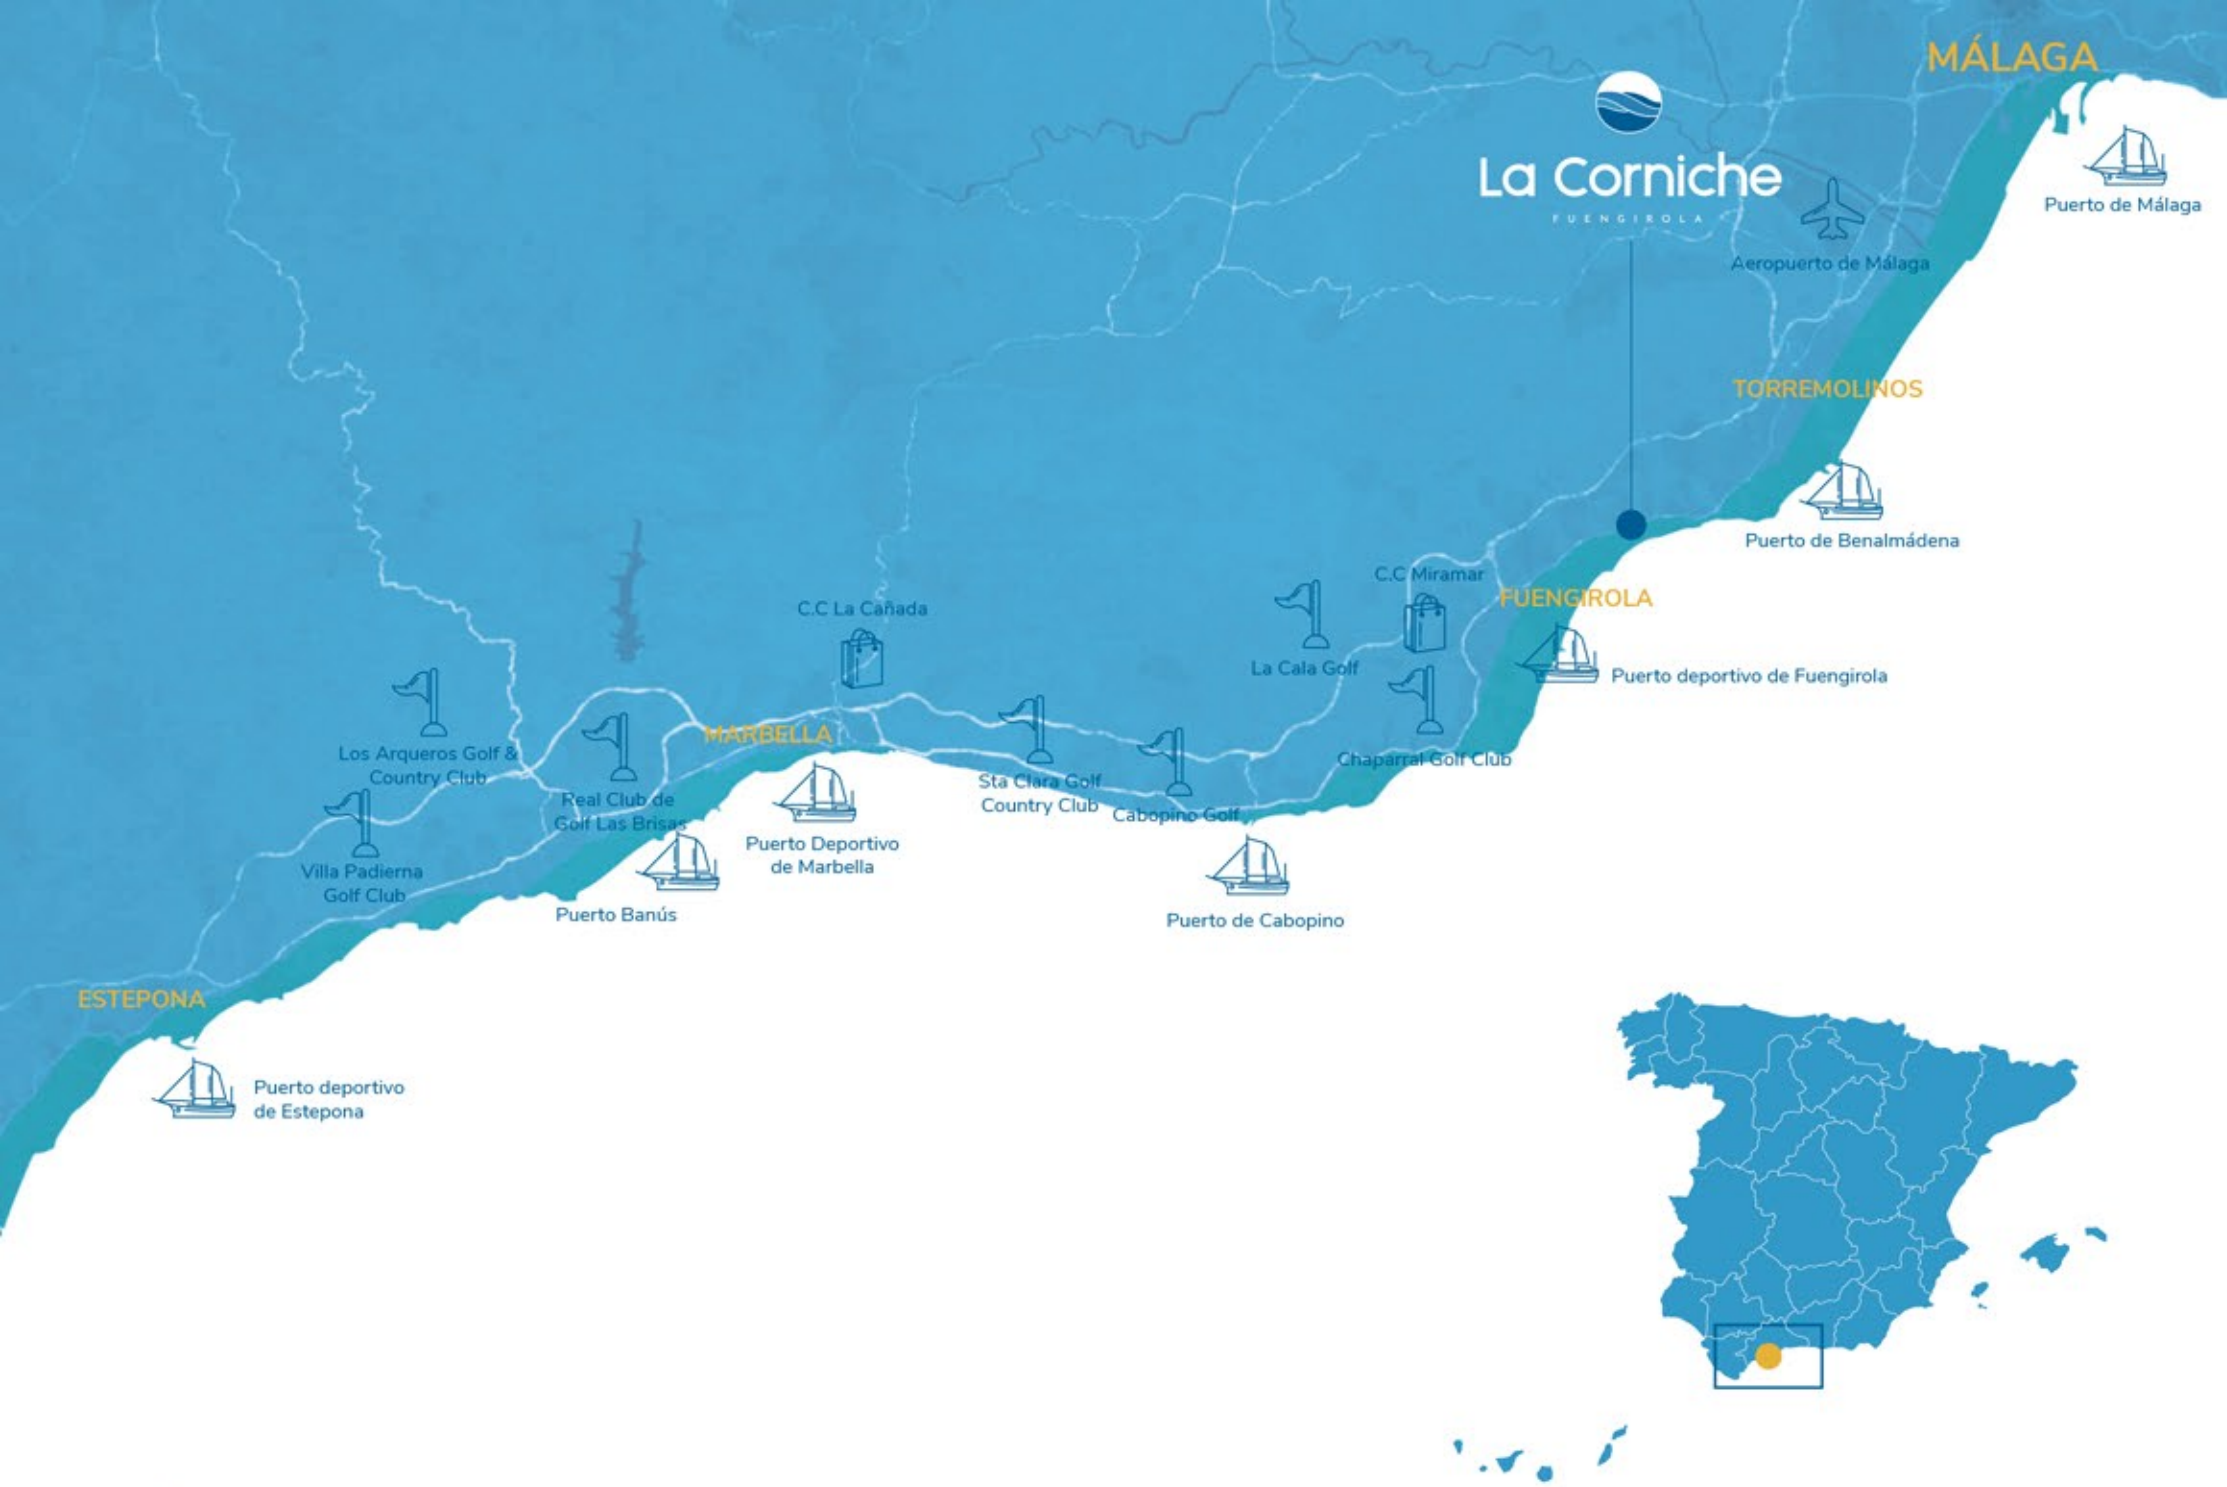 MÁLAGA
La Corniche
FUENGIROLA
Puerto de Málaga
Aeropuerto de Málaga
TORREMOLINOS
Puerto de Benalmádena
C.C Miramar
FUENGIROLA
C.C La Cañada
La Cala Golf
Puerto deportivo de Fuengirola
MARBELLA
Los Arqueros Golf &
Country Club
Chaparral Golf Club
Sta Clara Golf
Country Club
Cabopino Golf
Real Club de
Golf Las Brisas
Puerto Deportivo
de Marbella
Villa Padierna
Golf Club
Puerto Banús
Puerto de Cabopino
ESTEPONA
Puerto deportivo
de Estepona